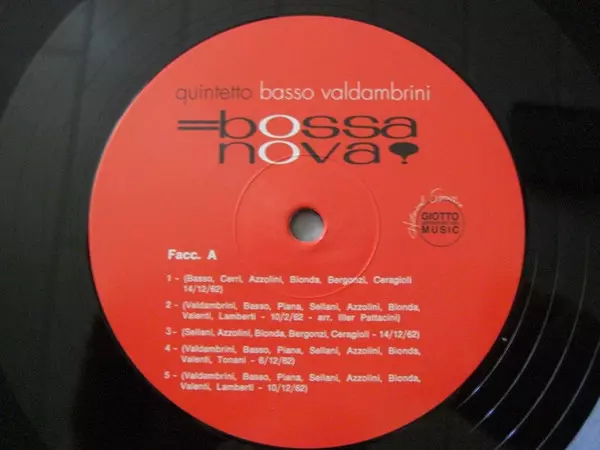 quintetto basso valdambrini
bossa
nova
GIOTTO
MUSIC
Facc. A
1 - (Basso, Cerri, Azzolini, Bionda, Bergonzi, Ceragioli
14/12/62)
2 - (Valdambrini, Basso, Piana, Sellani, Azzolini, Bionda,
Valenti, Lamberti - 10/2/62 - arr. Iller Pattacini)
3 - (Sellani, Azzolini, Bionda, Bergonzi, Ceragioli - 14/12/62)
4 - (Valdambrini, Basso, Piana, Sellani, Azzolini, Bionda,
Valenti, Tonani - 6/12/62)
5 - (Valdambrini, Basso, Piana, Sellani, Azzolini, Bionda,
Valenti, Lamberti - 10/12/62)